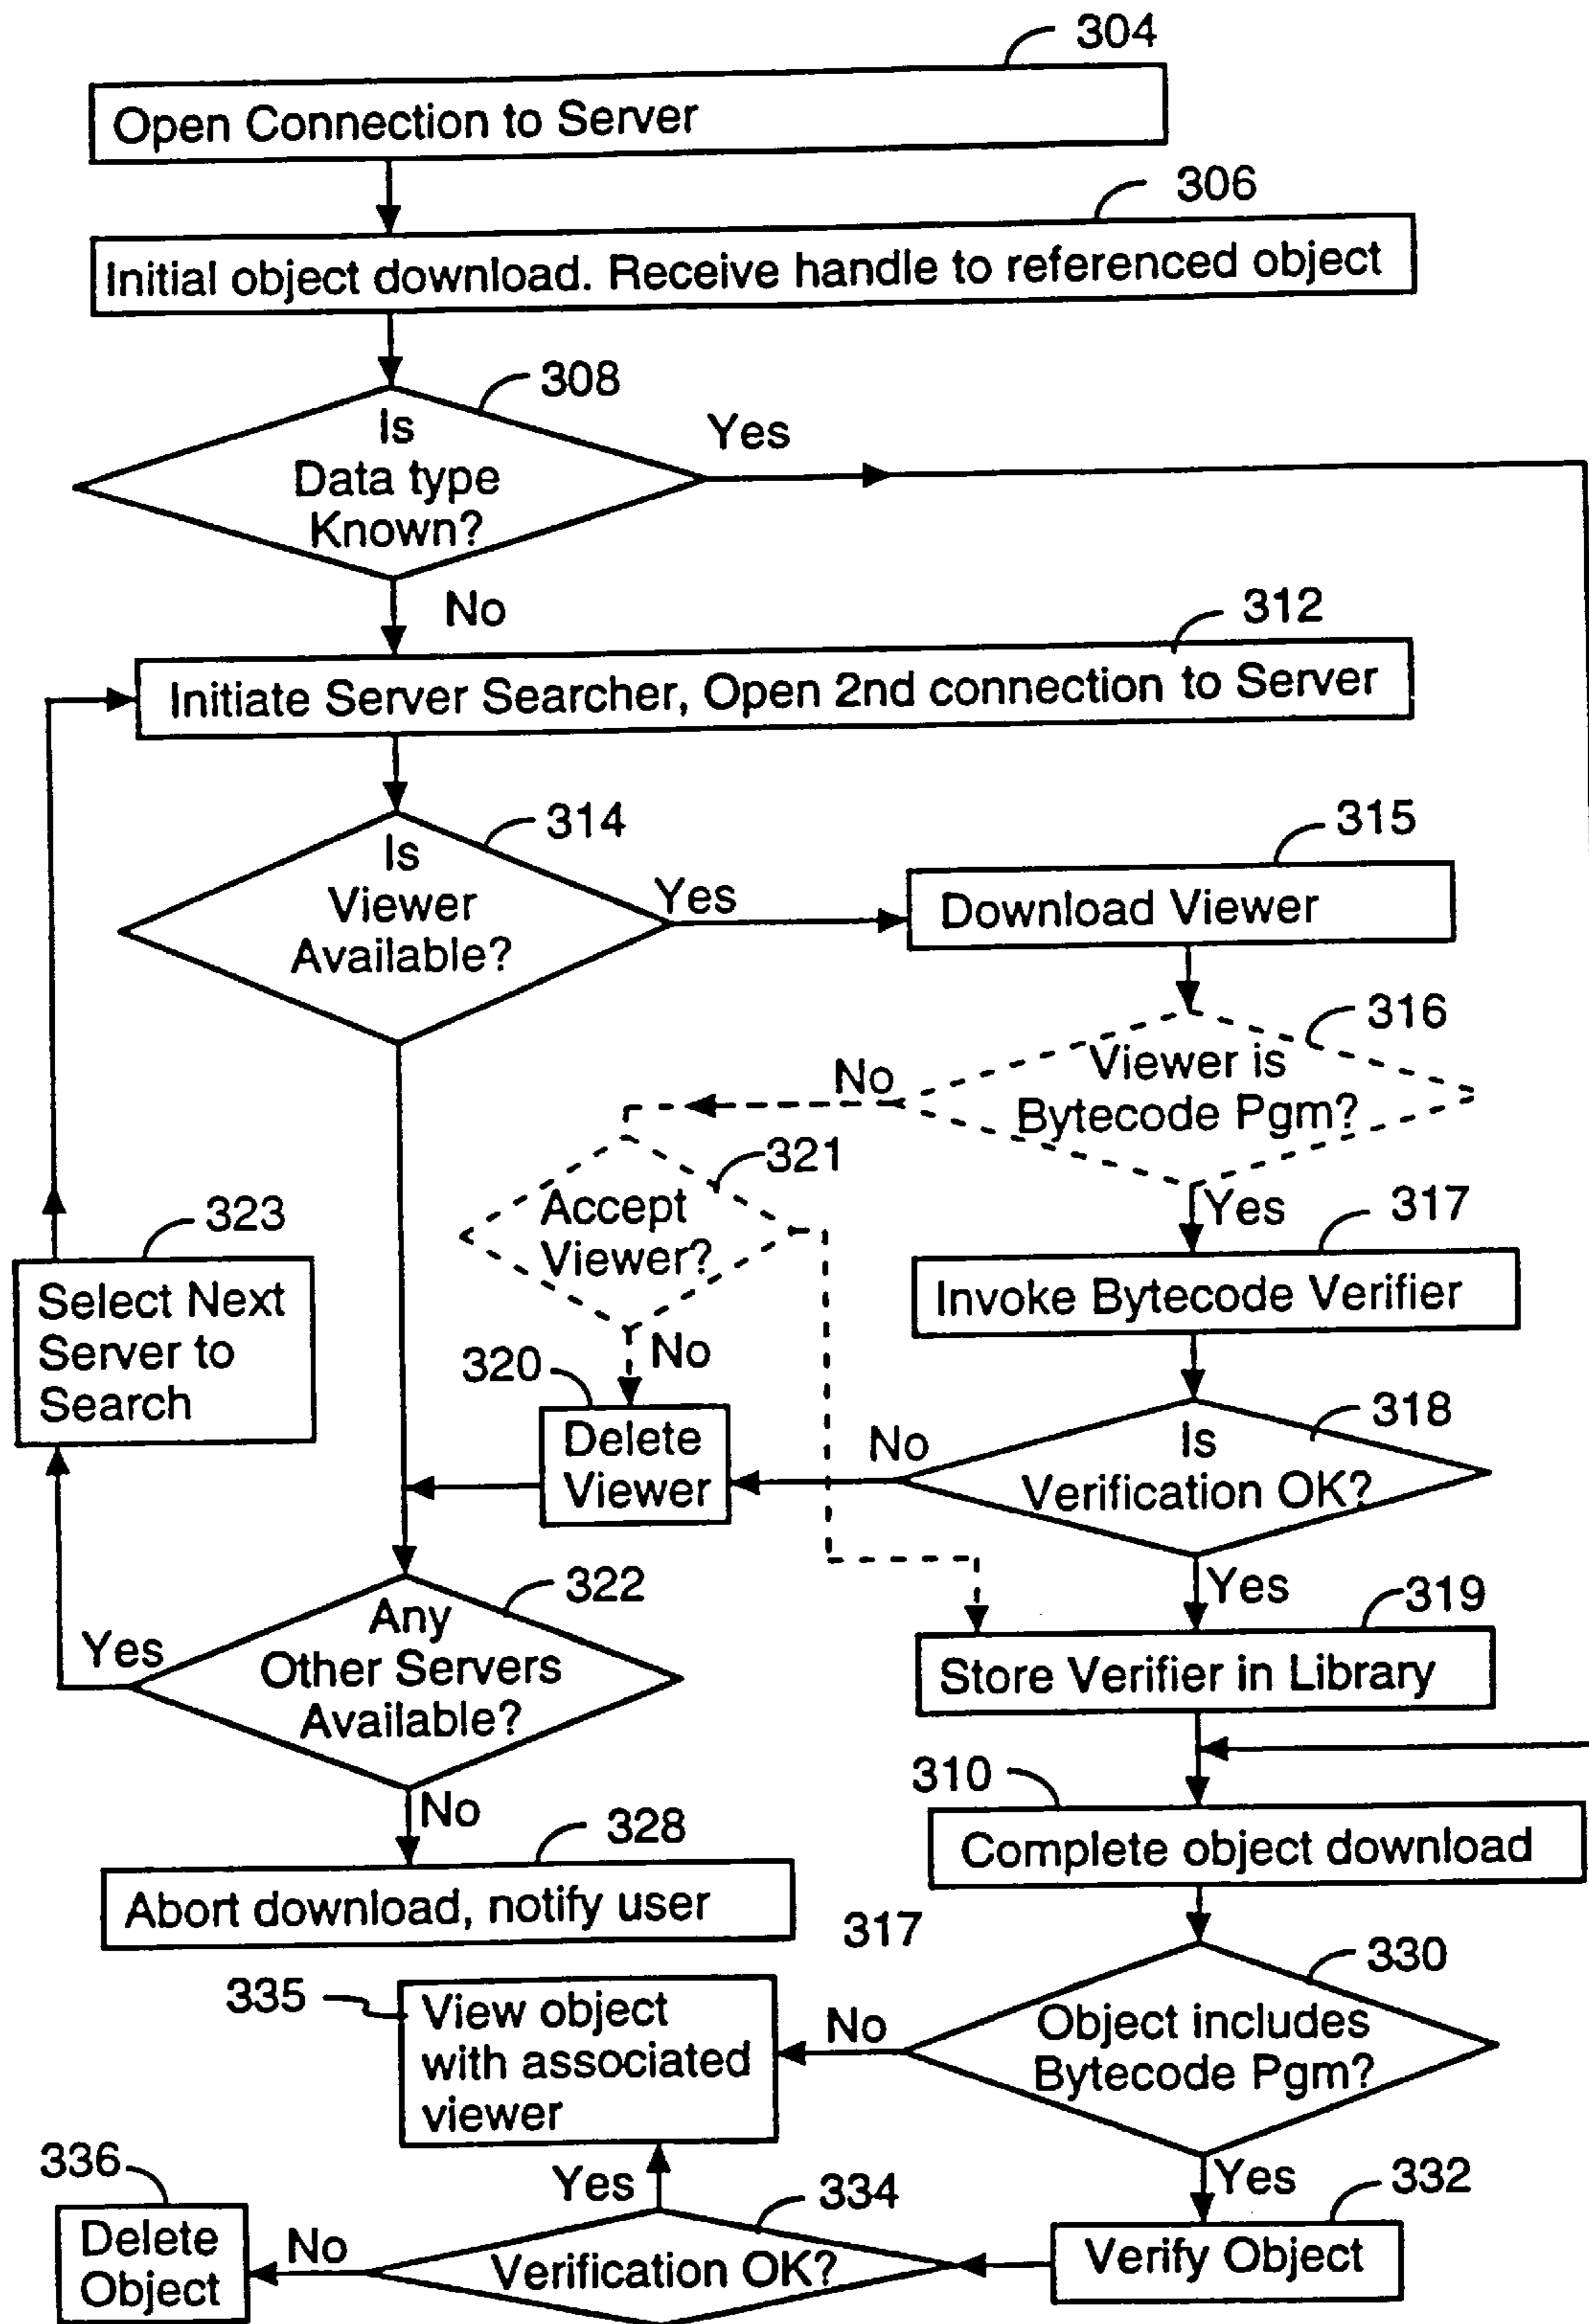 304
Open Connection to Server
306
Initial object download. Receive handle to referenced object
308
Is
Data type
Known?
Yes
No
312
Initiate Server Searcher, Open 2nd connection to Server
314
Is
Viewer
Available?
Yes
315
Download Viewer
316
Viewer is
Bytecode Pgm?
No
Yes
321
Accept
Viewer?
No
317
Invoke Bytecode Verifier
323
Select Next
Server to
Search
320
Delete
Viewer
318
Is
Verification OK?
No
Yes
322
Any
Other Servers
Available?
Yes
No
319
Store Verifier in Library
310
Complete object download
328
Abort download, notify user
317
330
Object includes
Bytecode Pgm?
No
Yes
335
View object
with associated
viewer
332
Verify Object
334
Verification OK?
Yes
No
336
Delete
Object